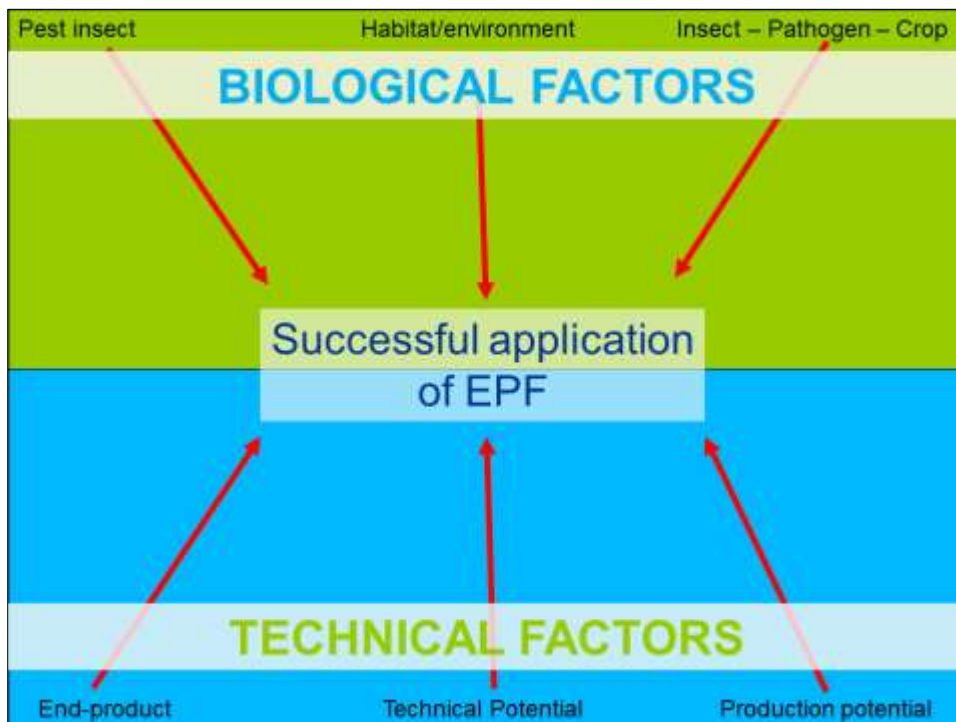 Pest insect
Habitat/environment
Insect – Pathogen – Crop
BIOLOGICAL FACTORS
Successful application
of EPF
TECHNICAL FACTORS
End-product
Technical Potential
Production potential